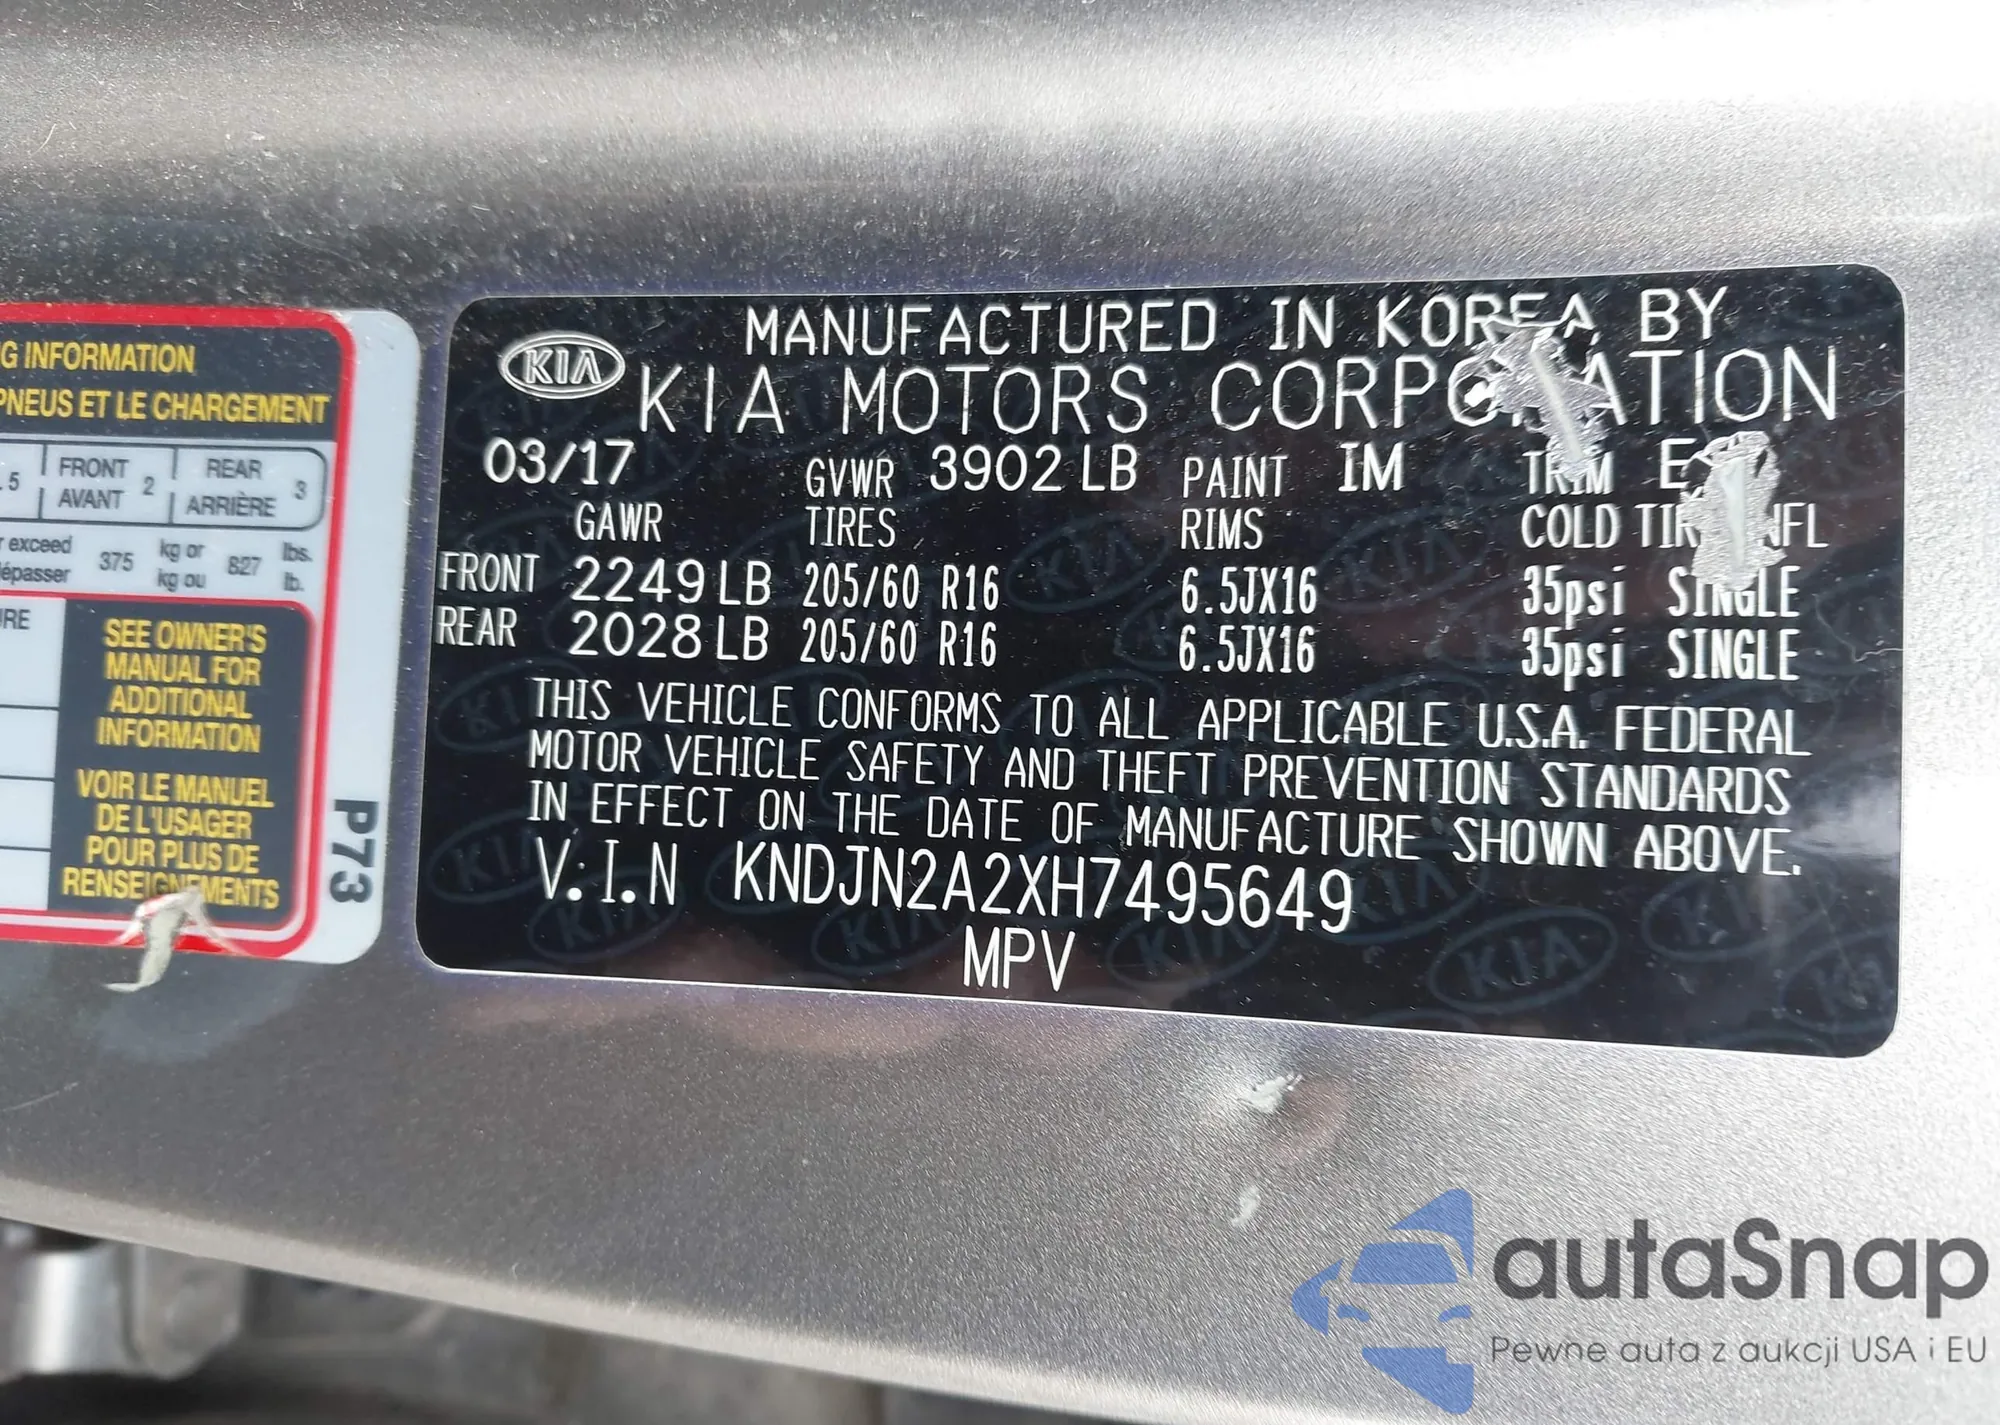 G INFORMATION
PNEUS ET LE CHARGEMENT
5 FRONT AVANT 2 REAR ARRIÈRE 3
exceed
dépasser 375 kg or kg ou 827 lbs. lb.
SEE OWNER'S
MANUAL FOR
ADDITIONAL
INFORMATION
VOIR LE MANUEL
DE L'USAGER
POUR PLUS DE
RENSEIGNEMENTS
P73
KIA
MANUFACTURED IN KOREA BY
KIA MOTORS CORPORATION
03/17 GVWR 3902 LB PAINT IM TRIM
GAWR TIRES RIMS COLD
FRONT 2249 LB 205/60 R16 6.5JX16 35psi SINGLE
REAR 2028 LB 205/60 R16 6.5JX16 35psi SINGLE
THIS VEHICLE CONFORMS TO ALL APPLICABLE U.S.A. FEDERAL
MOTOR VEHICLE SAFETY AND THEFT PREVENTION STANDARDS
IN EFFECT ON THE DATE OF MANUFACTURE SHOWN ABOVE.
V.I.N KNDJN2A2XH7495649
MPV
autaSnap
Pewne auta z aukcji USA i EU